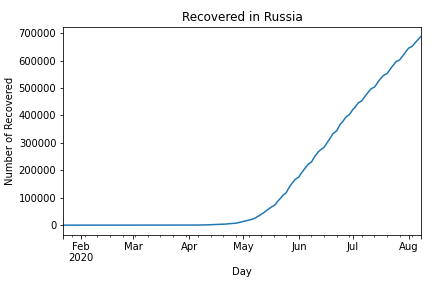 Recovered in Russia
Number of Recovered
700000
600000
500000
400000
300000
200000
100000
0
Feb Mar Apr May Jun Jul Aug
2020
Day